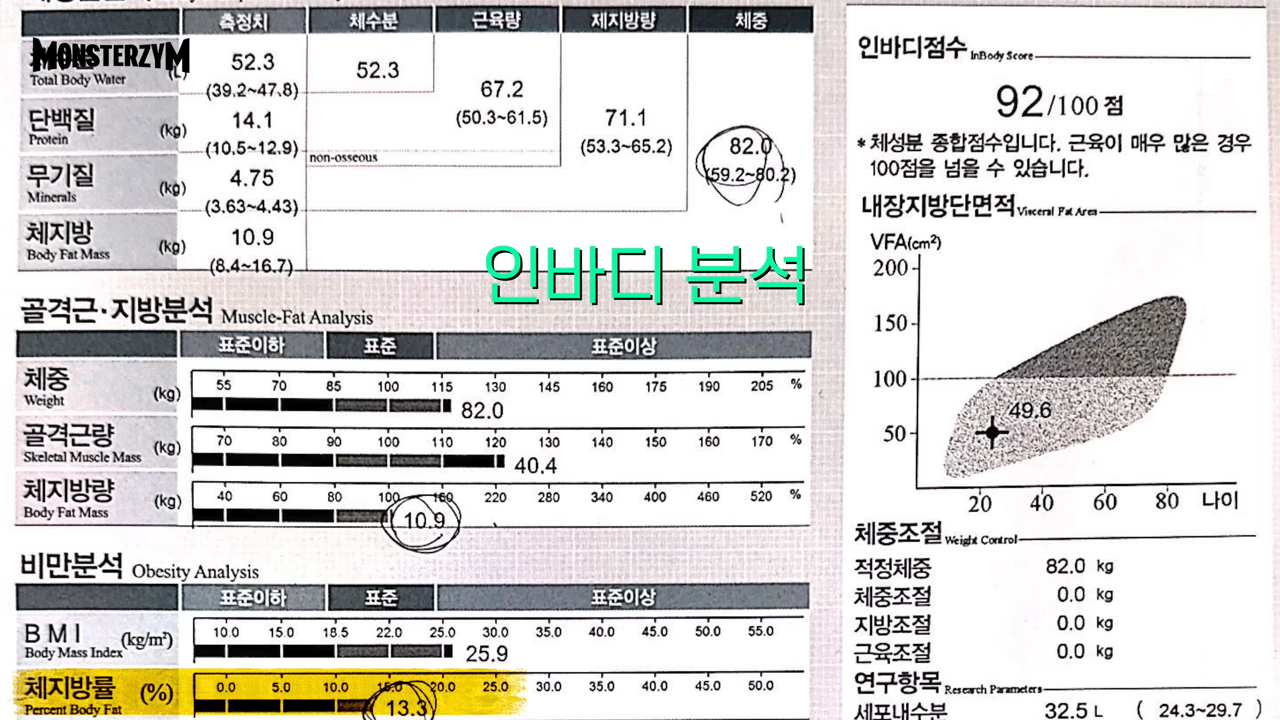 측정치 체수분 근육량 제지방량 체중
MONSTERZYM
Total Body Water (L) 52.3 52.3 67.2 71.1 82.0
(39.2~47.8) (50.3~61.5) (53.3~65.2) (59.2~80.2)
단백질 (kg) 14.1
Protein (10.5~12.9)
non-osseous
무기질 (kg) 4.75
Minerals (3.63~4.43)
체지방 (kg) 10.9
Body Fat Mass (8.4~16.7)
인바디 분석
골격근·지방분석 Muscle-Fat Analysis
표준이하 표준 표준이상
체중 (kg) 55 70 85 100 115 130 145 160 175 190 205 %
Weight 82.0
골격근량 (kg) 70 80 90 100 110 120 130 140 150 160 170 %
Skeletal Muscle Mass 40.4
체지방량 (kg) 40 60 80 100 160 220 280 340 400 460 520 %
Body Fat Mass 10.9
비만분석 Obesity Analysis
표준이하 표준 표준이상
BMI (kg/m²) 10.0 15.0 18.5 22.0 25.0 30.0 35.0 40.0 45.0 50.0 55.0
Body Mass Index 25.9
체지방률 (%) 0.0 5.0 10.0 15.0 20.0 25.0 30.0 35.0 40.0 45.0 50.0
Percent Body Fat 13.3
인바디점수 InBody Score
92/100 점
* 체성분 종합점수입니다. 근육이 매우 많은 경우
100점을 넘을 수 있습니다.
내장지방단면적 Visceral Fat Area
VFA(cm²)
200
150
100
49.6
50
20 40 60 80 나이
체중조절 Weight Control
적정체중 82.0 kg
체중조절 0.0 kg
지방조절 0.0 kg
근육조절 0.0 kg
연구항목 Research Parameters
세포내수분 32.5 L ( 24.3~29.7 )